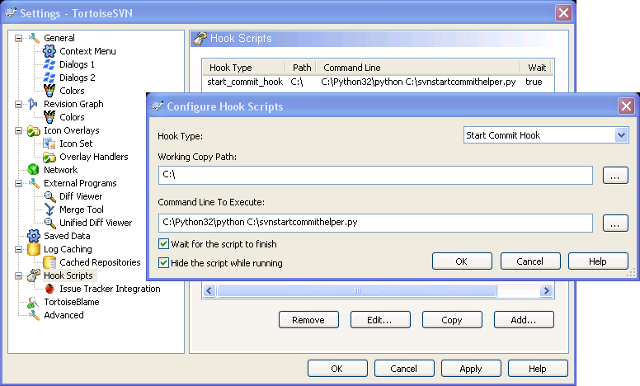 Settings - TortoiseSVN
General
Context Menu
Dialogs 1
Dialogs 2
Colors
Revision Graph
Colors
Icon Overlays
Icon Set
Overlay Handlers
Network
External Programs
Diff Viewer
Merge Tool
Unified Diff Viewer
Saved Data
Log Caching
Cached Repositories
Hook Scripts
Issue Tracker Integration
TortoiseBlame
Advanced
Hook Scripts
Hook Type Path Command Line Wait
start_commit_hook C:\ C:\Python32\python C:\svnstartcommithelper.py true
Configure Hook Scripts
Hook Type: Start Commit Hook
Working Copy Path:
C:\ ...
Command Line To Execute:
C:\Python32\python C:\svnstartcommithelper.py ...
Wait for the script to finish
Hide the script while running
OK Cancel Help
Remove Edit... Copy Add...
OK Cancel Apply Help